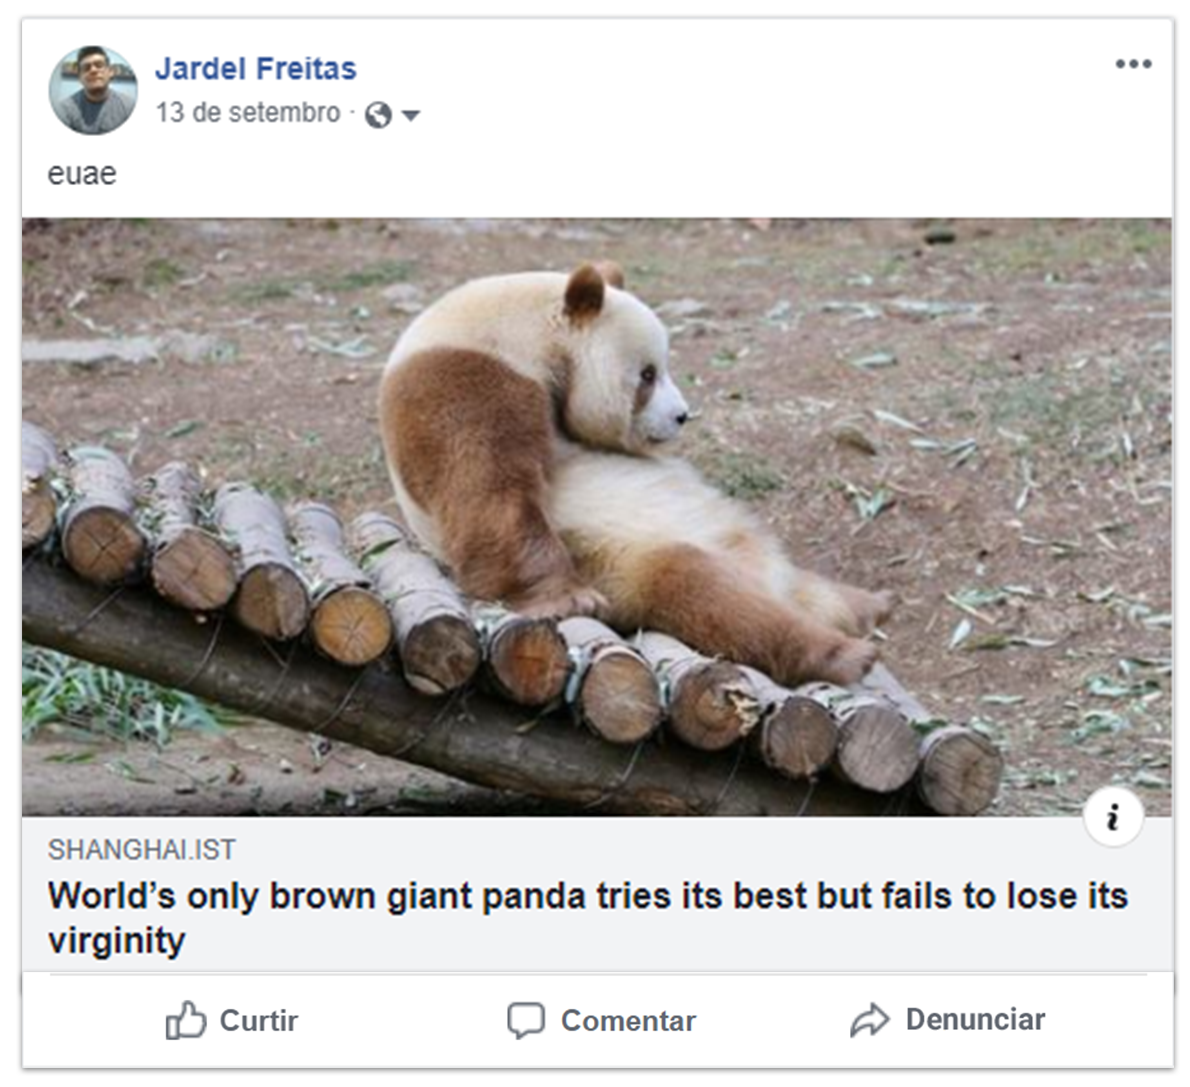 Jardel Freitas
13 de setembro ·
euae
SHANGHAI.IST
World’s only brown giant panda tries its best but fails to lose its
virginity
Curtir
Comentar
Denunciar